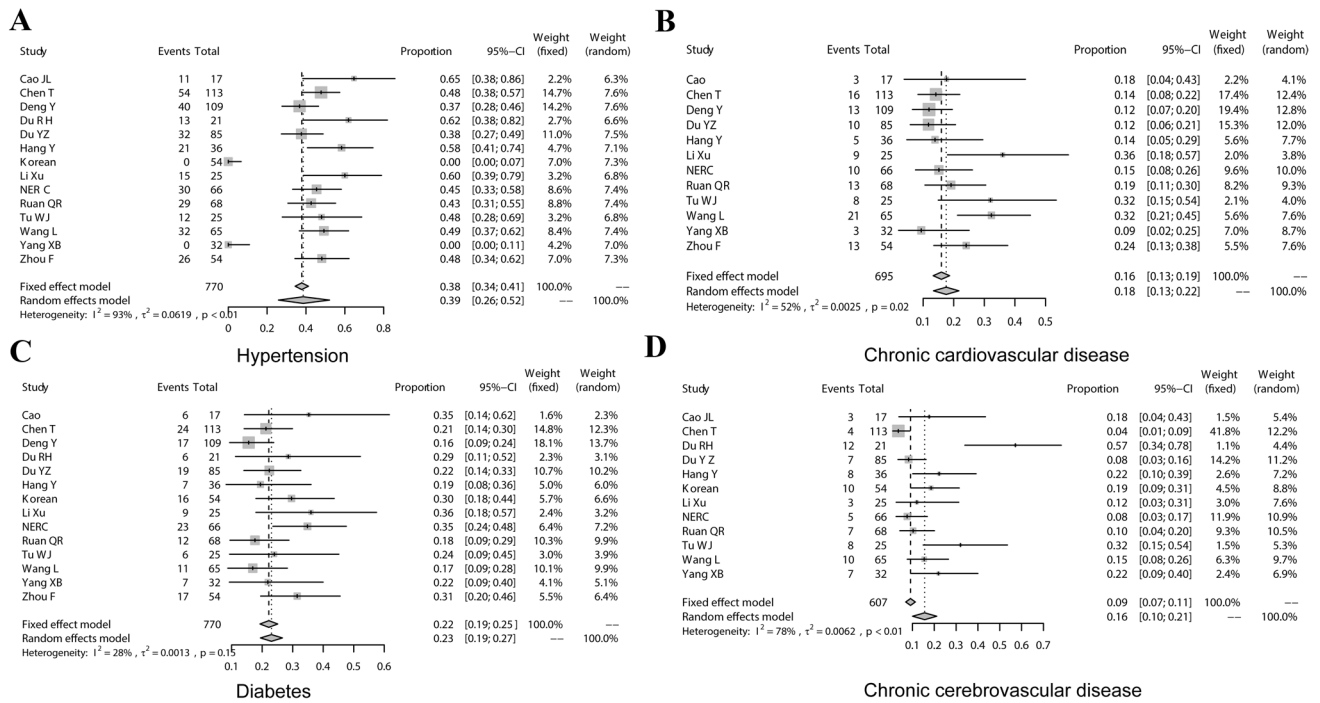 A
Study Events Total Proportion 95%−CI Weight (fixed) Weight (random)
Cao JL 11 17 0.65 [0.38; 0.86] 2.2% 6.3%
Chen T 54 113 0.48 [0.38; 0.57] 14.7% 7.6%
Deng Y 40 109 0.37 [0.28; 0.46] 14.2% 7.6%
Du R H 13 21 0.62 [0.38; 0.82] 2.7% 6.6%
Du YZ 32 85 0.38 [0.27; 0.49] 11.0% 7.5%
Hang Y 21 36 0.58 [0.41; 0.74] 4.7% 7.1%
Korean 0 54 0.00 [0.00; 0.07] 7.0% 7.3%
Li Xu 15 25 0.60 [0.39; 0.79] 3.2% 6.8%
NER C 30 66 0.45 [0.33; 0.58] 8.6% 7.4%
Ruan QR 29 68 0.43 [0.31; 0.55] 8.8% 7.4%
Tu WJ 12 25 0.48 [0.28; 0.69] 3.2% 6.8%
Wang L 32 65 0.49 [0.37; 0.62] 8.4% 7.4%
Yang XB 0 32 0.00 [0.00; 0.11] 4.2% 7.0%
Zhou F 26 54 0.48 [0.34; 0.62] 7.0% 7.3%
Fixed effect model 770 0.38 [0.34; 0.41] 100.0% −−
Random effects model 0.39 [0.26; 0.52] −− 100.0%
Heterogeneity: I 2 = 93% , τ2 = 0.0619 , p < 0.01
0 0.2 0.4 0.6 0.8
Hypertension
B
Study Events Total Proportion 95%−CI Weight (fixed) Weight (random)
Cao 3 17 0.18 [0.04; 0.43] 2.2% 4.1%
Chen T 16 113 0.14 [0.08; 0.22] 17.4% 12.4%
Deng Y 13 109 0.12 [0.07; 0.20] 19.4% 12.8%
Du YZ 10 85 0.12 [0.06; 0.21] 15.3% 12.0%
Hang Y 5 36 0.14 [0.05; 0.29] 5.6% 7.7%
Li Xu 9 25 0.36 [0.18; 0.57] 2.0% 3.8%
NERC 10 66 0.15 [0.08; 0.26] 9.6% 10.0%
Ruan QR 13 68 0.19 [0.11; 0.30] 8.2% 9.3%
Tu WJ 8 25 0.32 [0.15; 0.54] 2.1% 4.0%
Wang L 21 65 0.32 [0.21; 0.45] 5.6% 7.6%
Yang XB 3 32 0.09 [0.02; 0.25] 7.0% 8.7%
Zhou F 13 54 0.24 [0.13; 0.38] 5.5% 7.6%
Fixed effect model 695 0.16 [0.13; 0.19] 100.0% −−
Random effects model 0.18 [0.13; 0.22] −− 100.0%
Heterogeneity: I 2 = 52% , τ2 = 0.0025 , p = 0.02
0.1 0.2 0.3 0.4 0.5
Chronic cardiovascular disease
C
Study Events Total Proportion 95%−CI Weight (fixed) Weight (random)
Cao 6 17 0.35 [0.14; 0.62] 1.6% 2.3%
Chen T 24 113 0.21 [0.14; 0.30] 14.8% 12.3%
Deng Y 17 109 0.16 [0.09; 0.24] 18.1% 13.7%
Du RH 6 21 0.29 [0.11; 0.52] 2.3% 3.1%
Du YZ 19 85 0.22 [0.14; 0.33] 10.7% 10.2%
Hang Y 7 36 0.19 [0.08; 0.36] 5.0% 6.0%
Korean 16 54 0.30 [0.18; 0.44] 5.7% 6.6%
Li Xu 9 25 0.36 [0.18; 0.57] 2.4% 3.2%
NERC 23 66 0.35 [0.24; 0.48] 6.4% 7.2%
Ruan QR 12 68 0.18 [0.09; 0.29] 10.3% 9.9%
Tu WJ 6 25 0.24 [0.09; 0.45] 3.0% 3.9%
Wang L 11 65 0.17 [0.09; 0.28] 10.1% 9.9%
Yang XB 7 32 0.22 [0.09; 0.40] 4.1% 5.1%
Zhou F 17 54 0.31 [0.20; 0.46] 5.5% 6.4%
Fixed effect model 770 0.22 [0.19; 0.25] 100.0% −−
Random effects model 0.23 [0.19; 0.27] −− 100.0%
Heterogeneity: I 2 = 28% , τ2 = 0.0013 , p = 0.15
0.1 0.2 0.3 0.4 0.5 0.6
Diabetes
D
Study Events Total Proportion 95%−CI Weight (fixed) Weight (random)
Cao JL 3 17 0.18 [0.04; 0.43] 1.5% 5.4%
Chen T 4 113 0.04 [0.01; 0.09] 41.8% 12.2%
Du RH 12 21 0.57 [0.34; 0.78] 1.1% 4.4%
Du Y Z 7 85 0.08 [0.03; 0.16] 14.2% 11.2%
Hang Y 8 36 0.22 [0.10; 0.39] 2.6% 7.2%
Korean 10 54 0.19 [0.09; 0.31] 4.5% 8.8%
Li Xu 3 25 0.12 [0.03; 0.31] 3.0% 7.6%
NERC 5 66 0.08 [0.03; 0.17] 11.9% 10.9%
Ruan QR 7 68 0.10 [0.04; 0.20] 9.3% 10.5%
Tu WJ 8 25 0.32 [0.15; 0.54] 1.5% 5.3%
Wang L 10 65 0.15 [0.08; 0.26] 6.3% 9.7%
Yang XB 7 32 0.22 [0.09; 0.40] 2.4% 6.9%
Fixed effect model 607 0.09 [0.07; 0.11] 100.0% −−
Random effects model 0.16 [0.10; 0.21] −− 100.0%
Heterogeneity: I 2 = 78% , τ2 = 0.0062 , p < 0.01
0.1 0.2 0.3 0.4 0.5 0.6 0.7
Chronic cerebrovascular disease